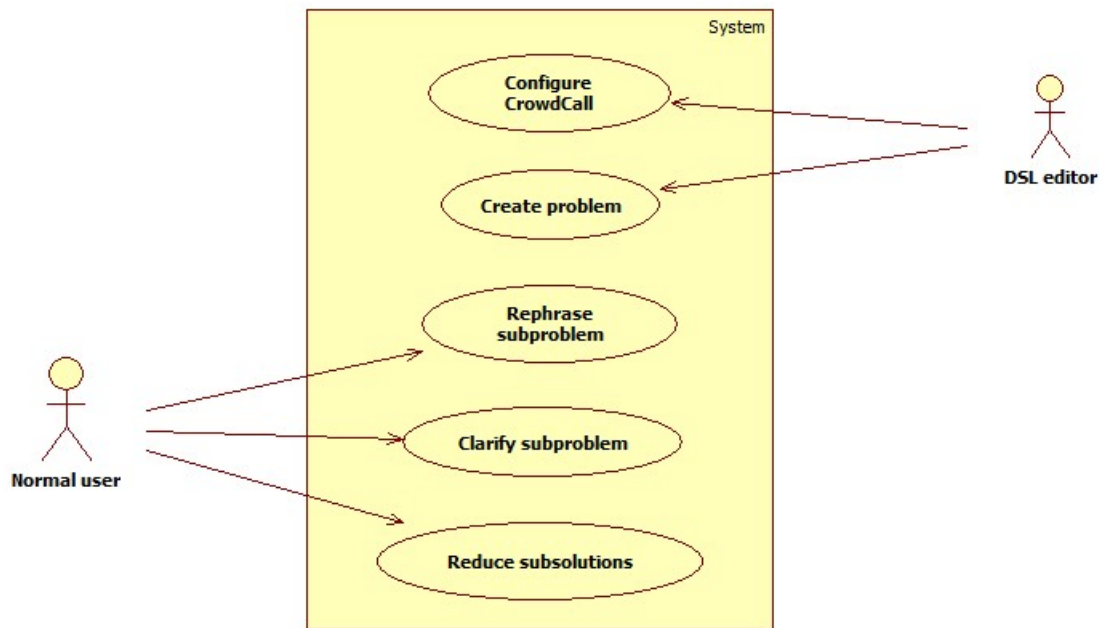 System
Configure
CrowdCall
DSL editor
Create problem
Rephrase
subproblem
Normal user
Clarify subproblem
Reduce subsolutions